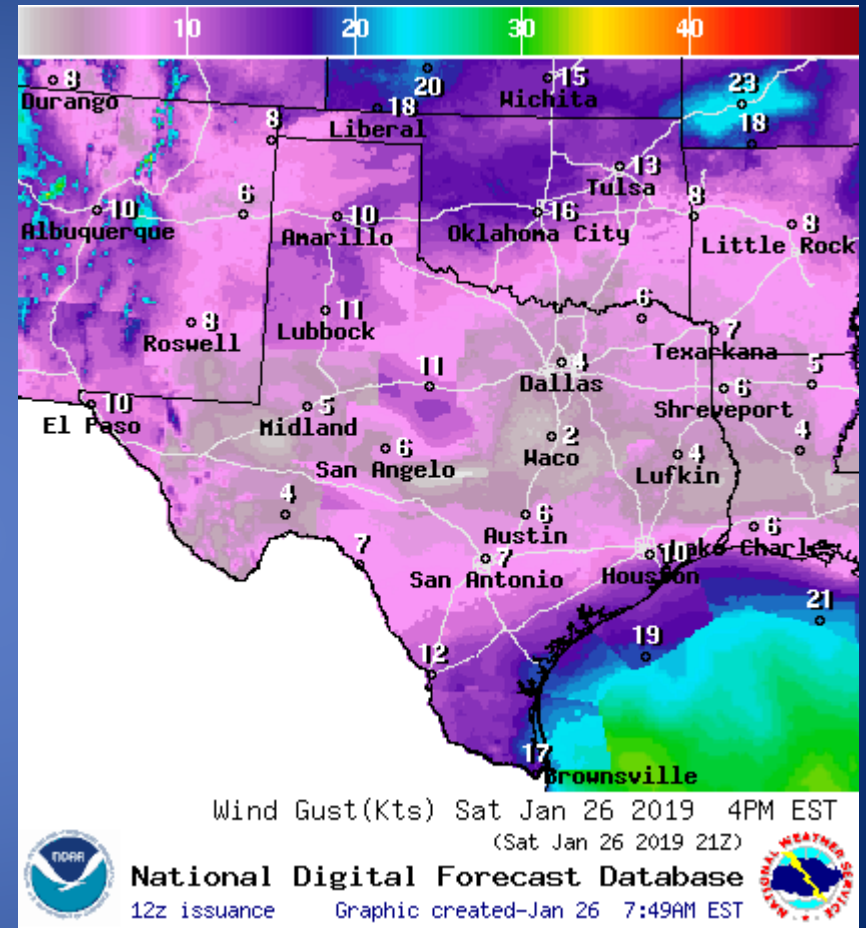 10 20 30 40
8 20 15 23
Durango 18 Wichita
8 Liberal 18
13
10 6 10 Tulsa
16 8 8
Albuquerque Amarillo Oklahoma City Little Rock
8 11 6
Roswell Lubbock 7
Texarkana
11 4 5
10 5 Dallas 6
El Paso Midland Shreveport
6 2 4 4
San Angelo Waco Lufkin
4 6 6
Austin
7 7 10 Lake Charles
San Antonio Houston
21
19
12
17
Brownsville
Wind Gust(Kts) Sat Jan 26 2019 4PM EST
(Sat Jan 26 2019 21Z)
NOAA
National Digital Forecast Database
12z issuance Graphic created-Jan 26 7:49AM EST
NATIONAL WEATHER SERVICE